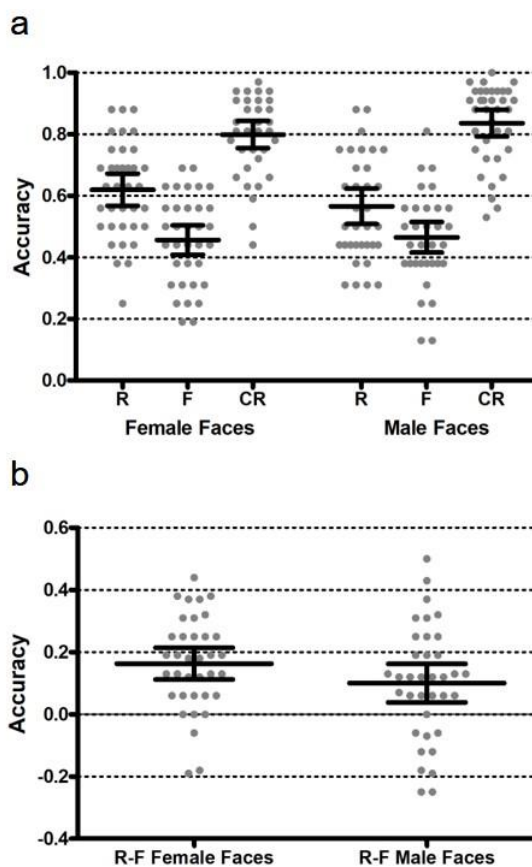 a
1.0
0.8
0.6
0.4
0.2
0.0
Accuracy
R F CR R F CR
Female Faces Male Faces
b
0.6
0.4
0.2
0.0
-0.2
-0.4
Accuracy
R-F Female Faces R-F Male Faces